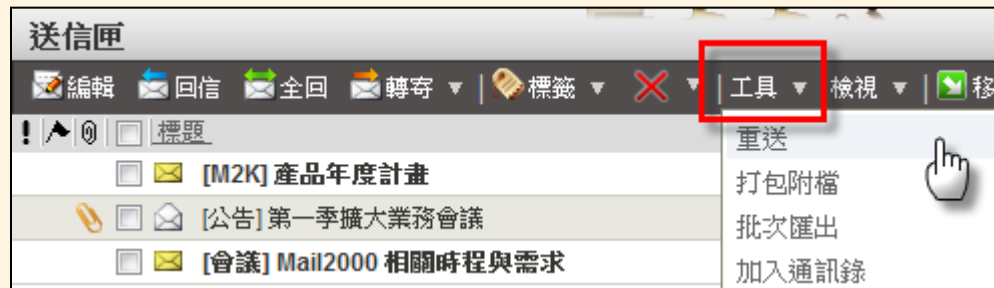 送信匣
編輯 回信 全回 轉寄 ▼ | 標籤 ▼ ▼ | 工具 ▼ 檢視 ▼ | 移
! 標題
重送
[M2K] 產品年度計畫
打包附檔
[公告] 第一季擴大業務會議
批次匯出
[會議] Mail2000 相關時程與需求
加入通訊錄